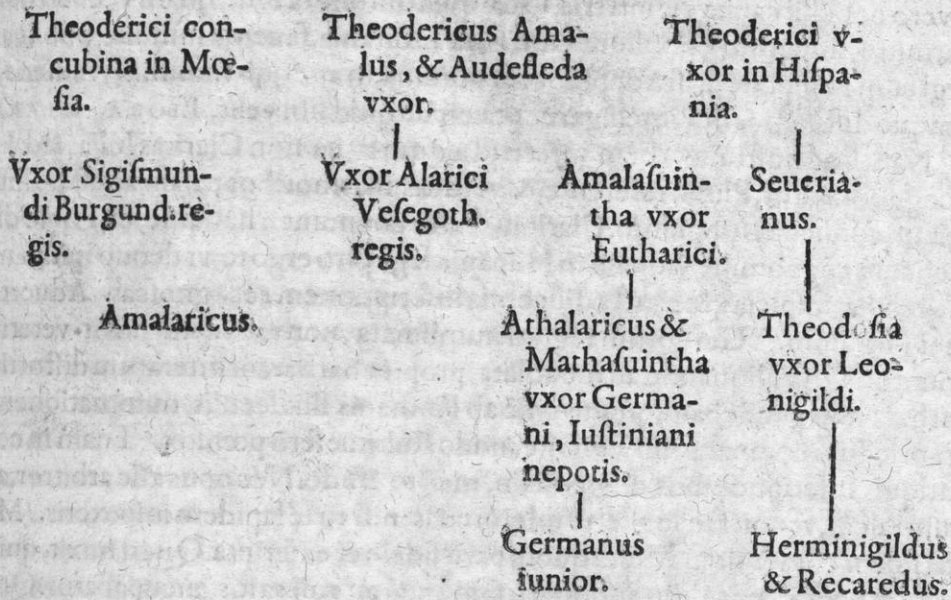 Theoderici con-
cubina in Mœ-
ſia.
Theodericus Ama-
lus, & Audefleda
vxor.
Theoderici v-
xor in Hiſpa-
nia.
Vxor Sigiſmun-
di Burgund. re-
gis.
Vxor Alarici
Veſegoth.
regis.
Amalaſuin-
tha vxor
Eutharici.
Seueria-
nus.
Amalaricus.
Athalaricus &
Mathaſuintha
vxor Germa-
ni, Iuſtiniani
nepotis.
Theodoſia
vxor Leo-
nigildi.
Germanus
iunior.
Herminigildus
& Recaredus.